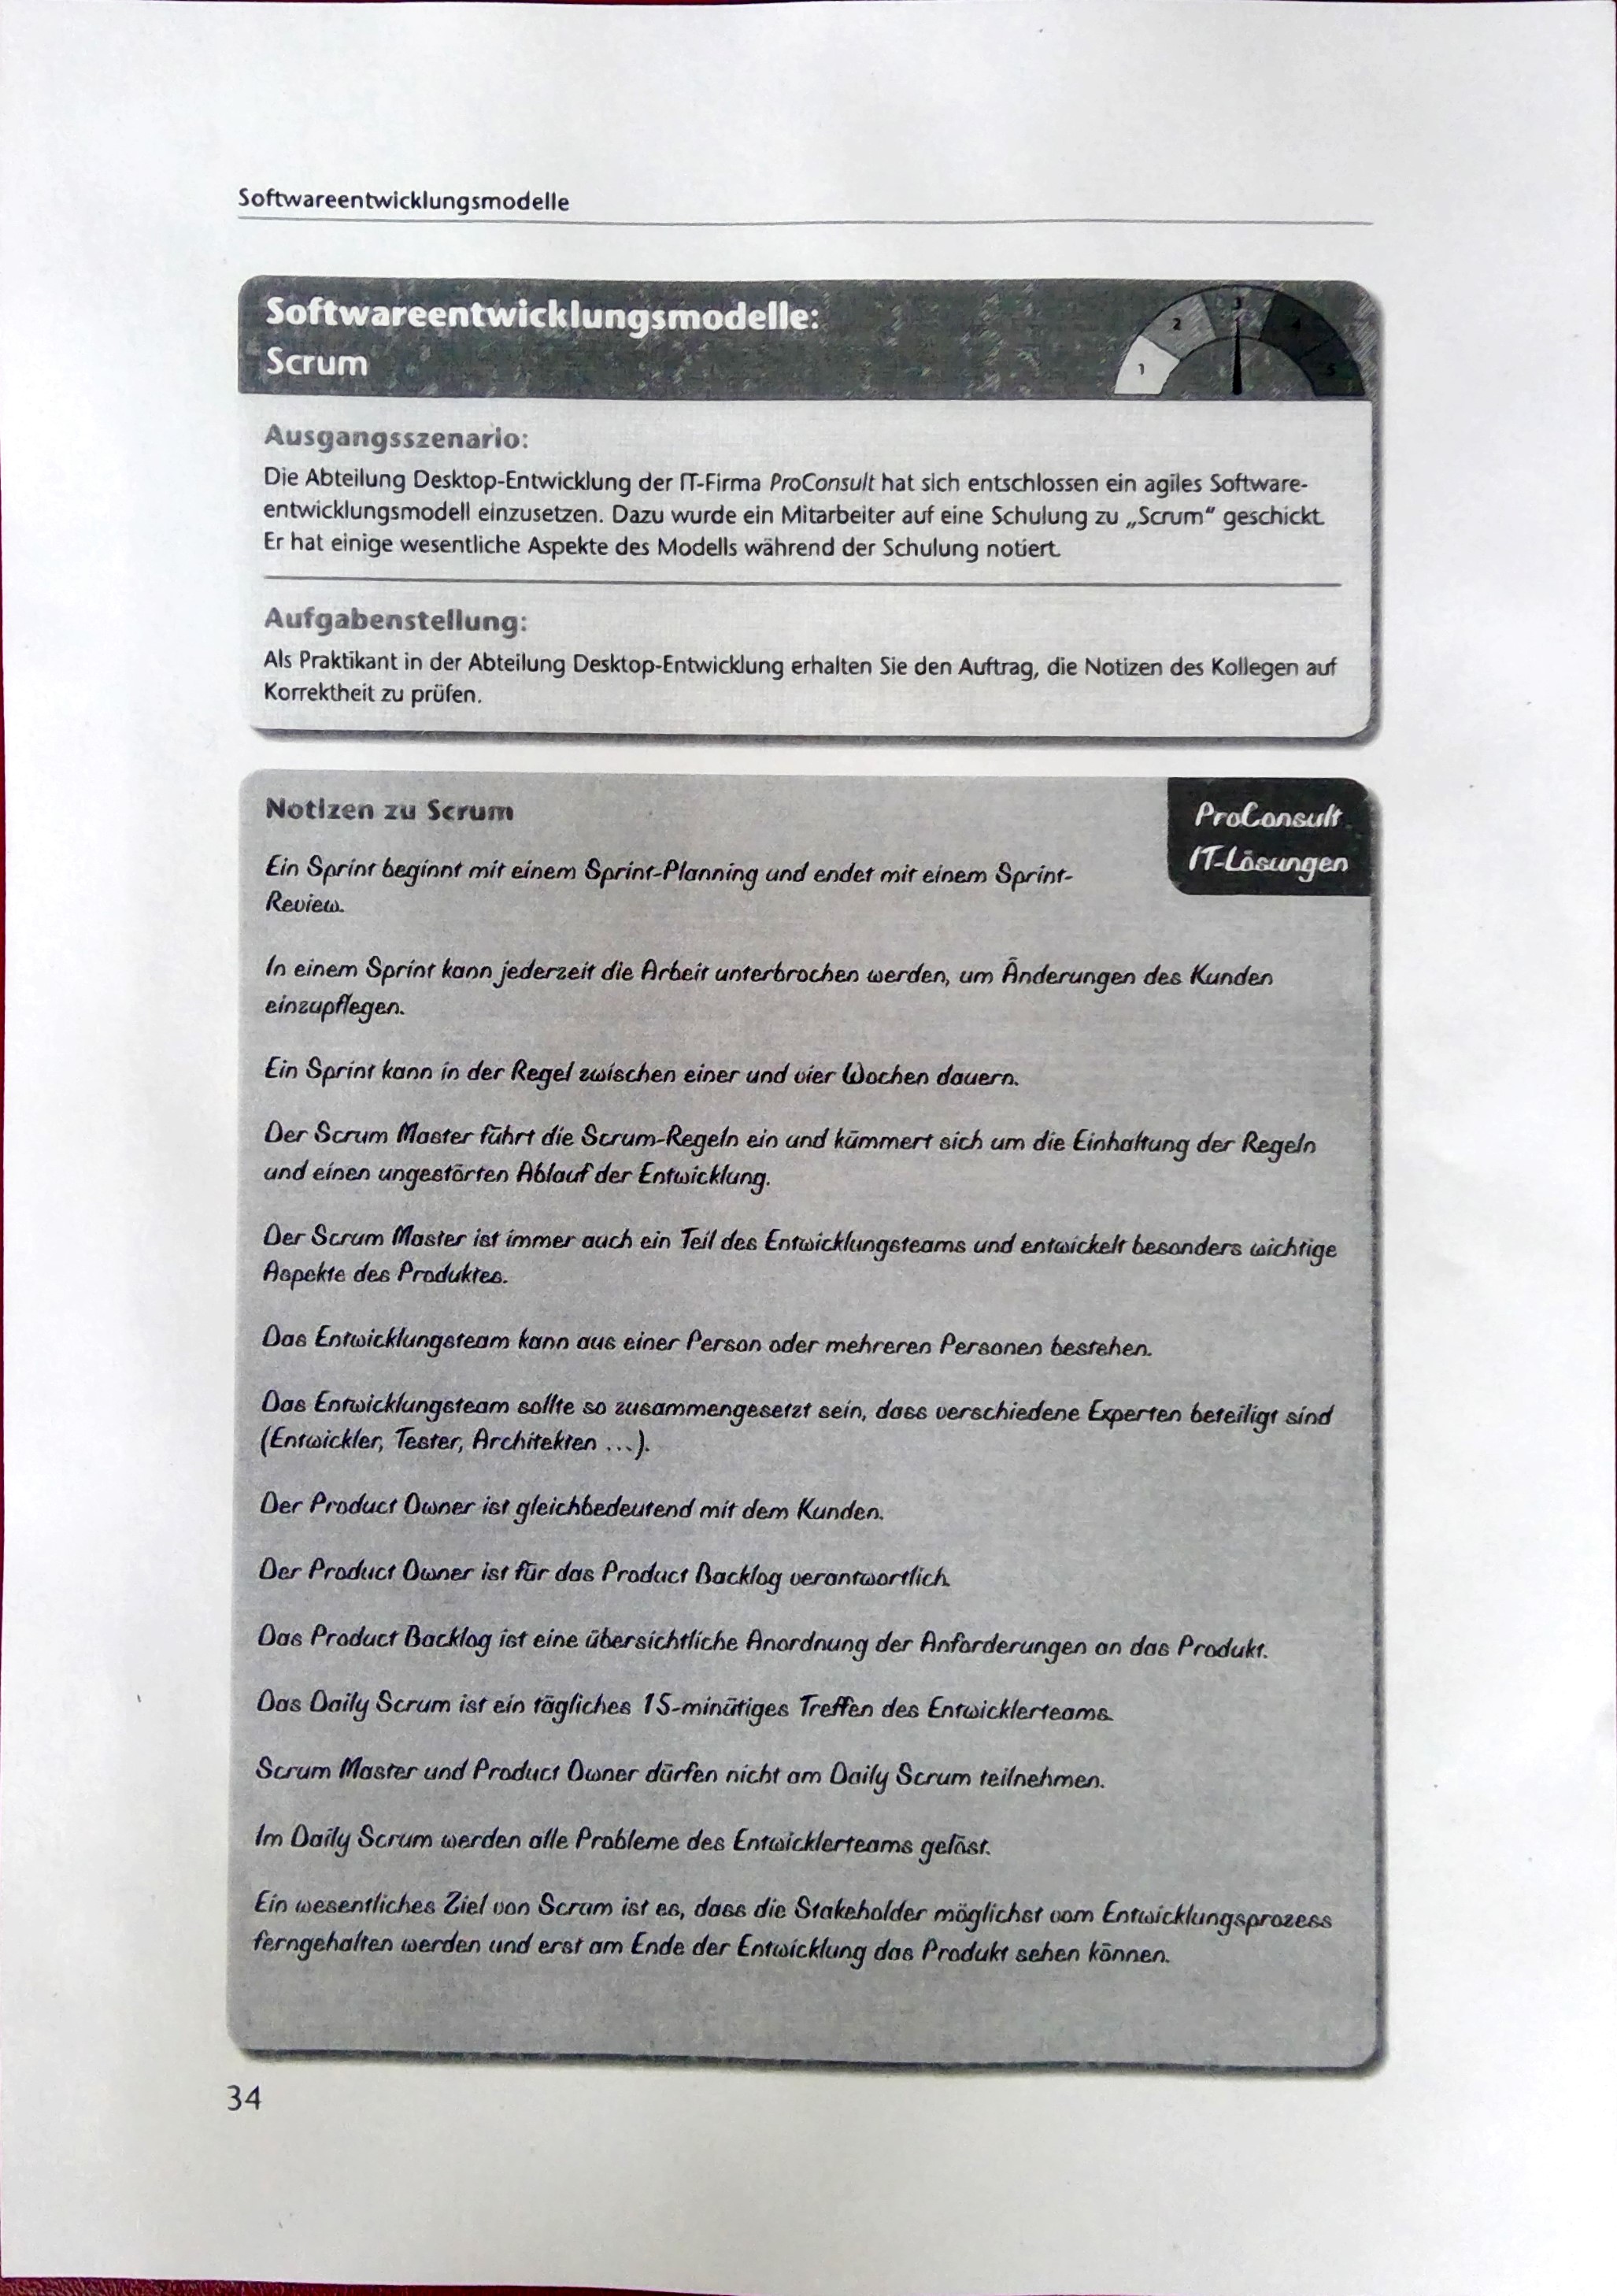 Softwareentwicklungsmodelle
Softwareentwicklungsmodelle:
Scrum
1
2
3
4
5
Ausgangsszenario:
Die Abteilung Desktop-Entwicklung der IT-Firma ProConsult hat sich entschlossen ein agiles Software-
entwicklungsmodell einzusetzen. Dazu wurde ein Mitarbeiter auf eine Schulung zu „Scrum“ geschickt.
Er hat einige wesentliche Aspekte des Modells während der Schulung notiert.
Aufgabenstellung:
Als Praktikant in der Abteilung Desktop-Entwicklung erhalten Sie den Auftrag, die Notizen des Kollegen auf
Korrektheit zu prüfen.
Notizen zu Scrum
ProConsult
IT-Lösungen
Ein Sprint beginnt mit einem Sprint-Planning und endet mit einem Sprint-
Review.
In einem Sprint kann jederzeit die Arbeit unterbrochen werden, um Änderungen des Kunden
einzupflegen.
Ein Sprint kann in der Regel zwischen einer und vier Wochen dauern.
Der Scrum Master führt die Scrum-Regeln ein und kümmert sich um die Einhaltung der Regeln
und einen ungestörten Ablauf der Entwicklung.
Der Scrum Master ist immer auch ein Teil des Entwicklungsteams und entwickelt besonders wichtige
Aspekte des Produktes.
Das Entwicklungsteam kann aus einer Person oder mehreren Personen bestehen.
Das Entwicklungsteam sollte so zusammengesetzt sein, dass verschiedene Experten beteiligt sind
(Entwickler, Tester, Architekten ...).
Der Product Owner ist gleichbedeutend mit dem Kunden.
Der Product Owner ist für das Product Backlog verantwortlich.
Das Product Backlog ist eine übersichtliche Anordnung der Anforderungen an das Produkt.
Das Daily Scrum ist ein tägliches 15-minütiges Treffen des Entwicklerteams.
Scrum Master und Product Owner dürfen nicht am Daily Scrum teilnehmen.
Im Daily Scrum werden alle Probleme des Entwicklerteams gelöst.
Ein wesentliches Ziel von Scrum ist es, dass die Stakeholder möglichst vom Entwicklungsprozess
ferngehalten werden und erst am Ende der Entwicklung das Produkt sehen können.
34